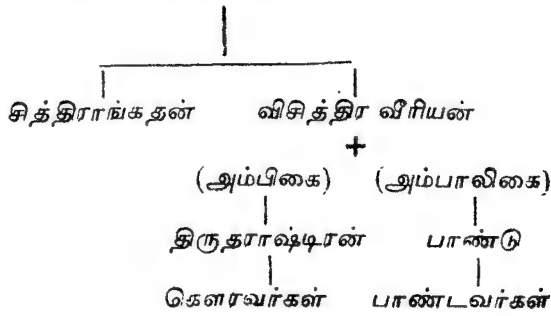 சித்திராங்கதன் விசித்திர வீரியன்
+
(அம்பிகை) (அம்பாலிகை)
திருதராஷ்டிரன் பாண்டு
கௌரவர்கள் பாண்டவர்கள்